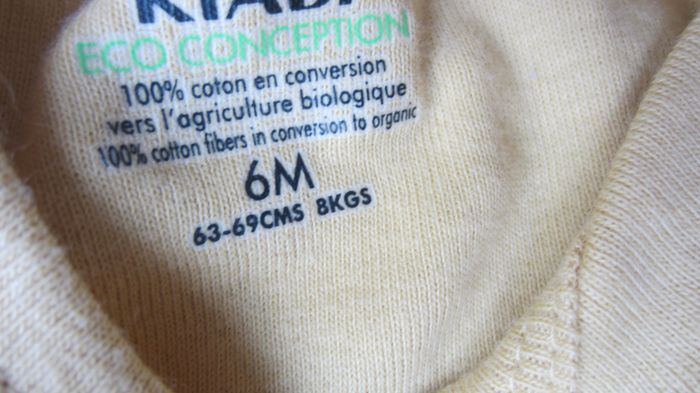 KIABI
ECO CONCEPTION
100% coton en conversion
vers l'agriculture biologique
100% cotton fibers in conversion to organic
6M
63-69CMS 8KGS